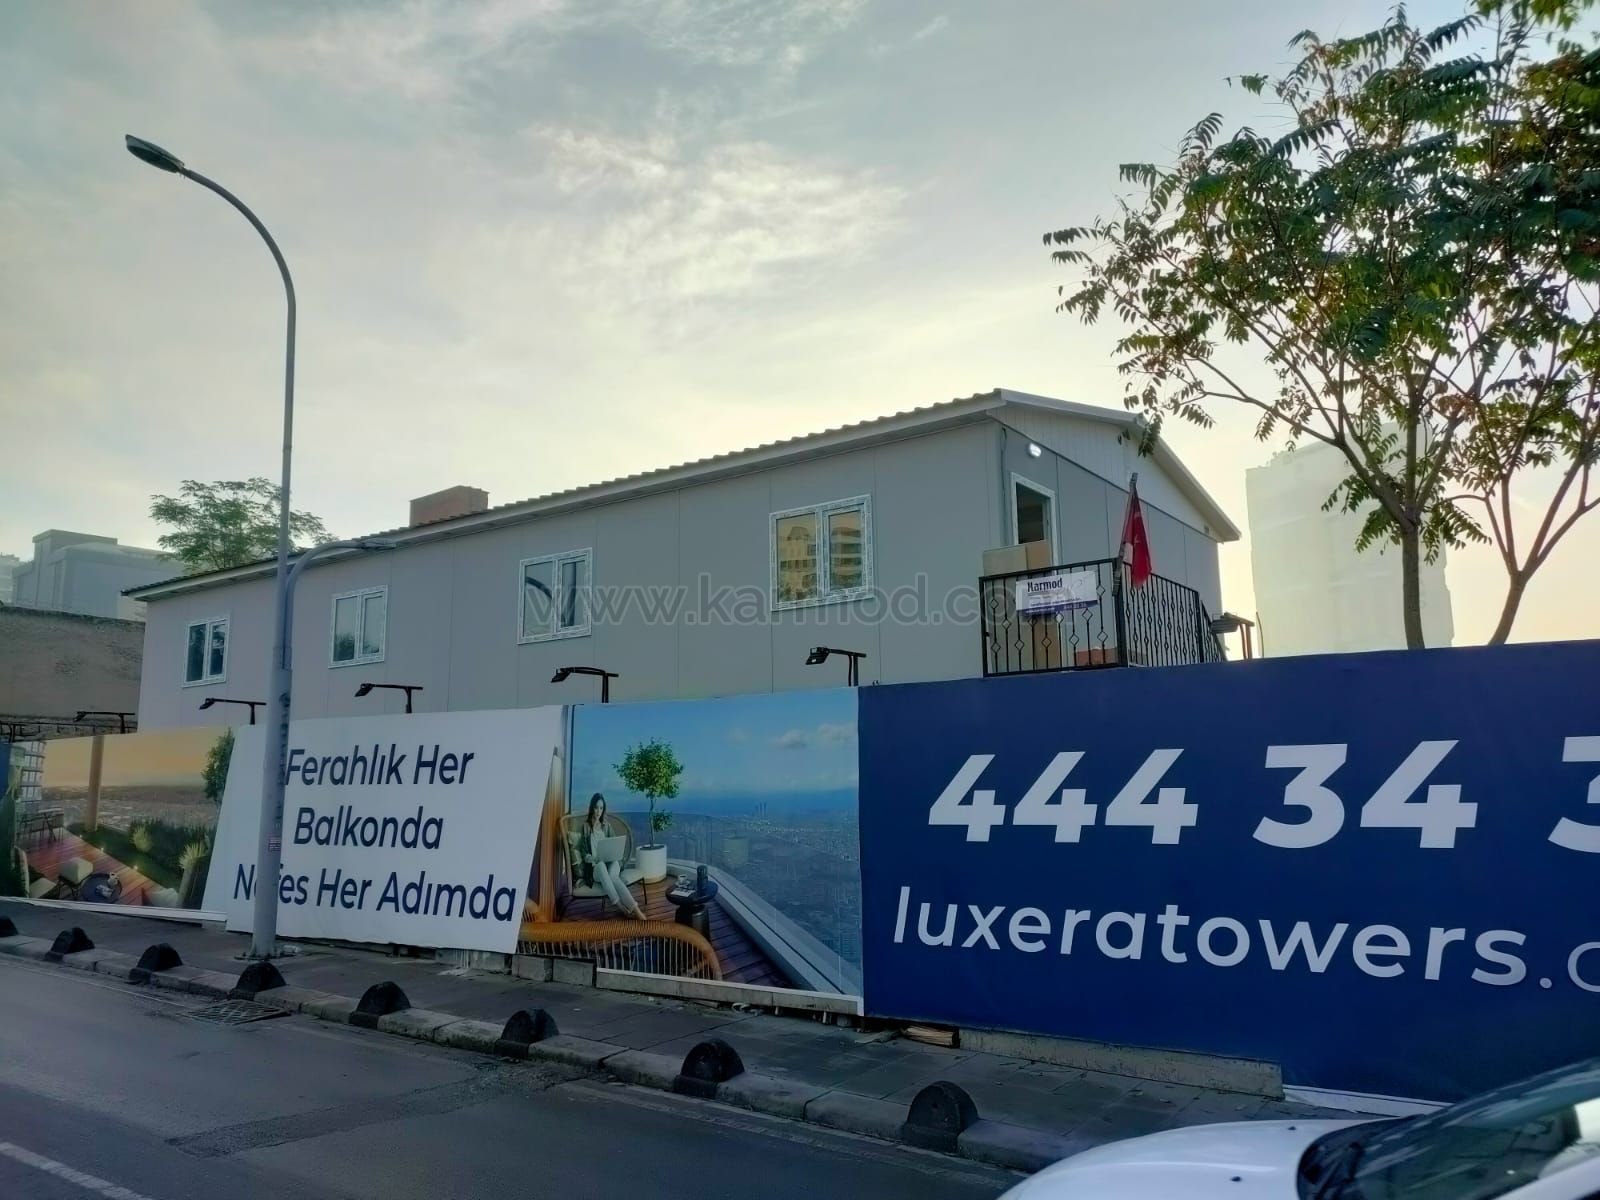 www.karmod.com
Karmod
Ferahlık Her
Balkonda
Nefes Her Adımda
444 34 3
luxeratowers.c